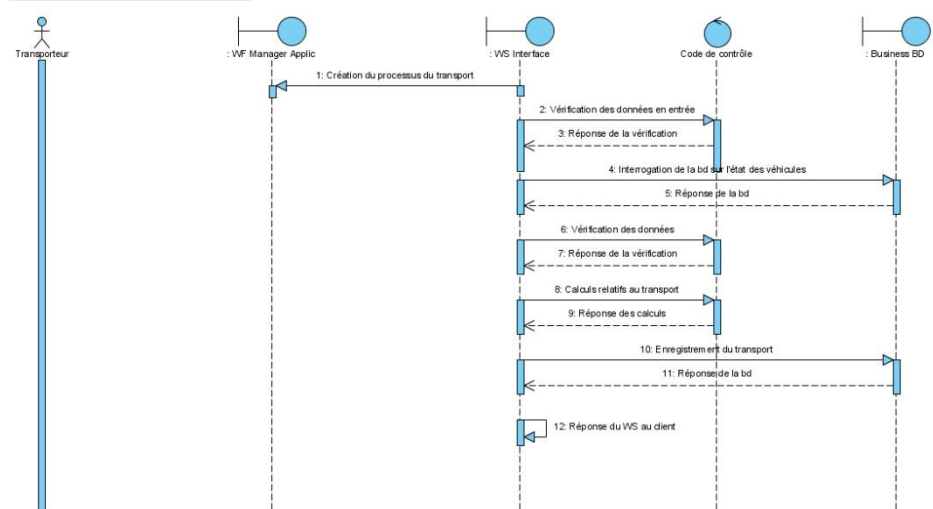 Transporteur
: WF Manager Applic
: WS Interface
Code de contrôle
: Business BD
1: Création du processus du transport
2: Vérification des données en entrée
3: Réponse de la vérification
4: Interrogation de la bd sur l'état des véhicules
5: Réponse de la bd
6: Vérification des données
7: Réponse de la vérification
8: Calculs relatifs au transport
9: Réponse des calculs
10: Enregistrement du transport
11: Réponse de la bd
12: Réponse du WS au client